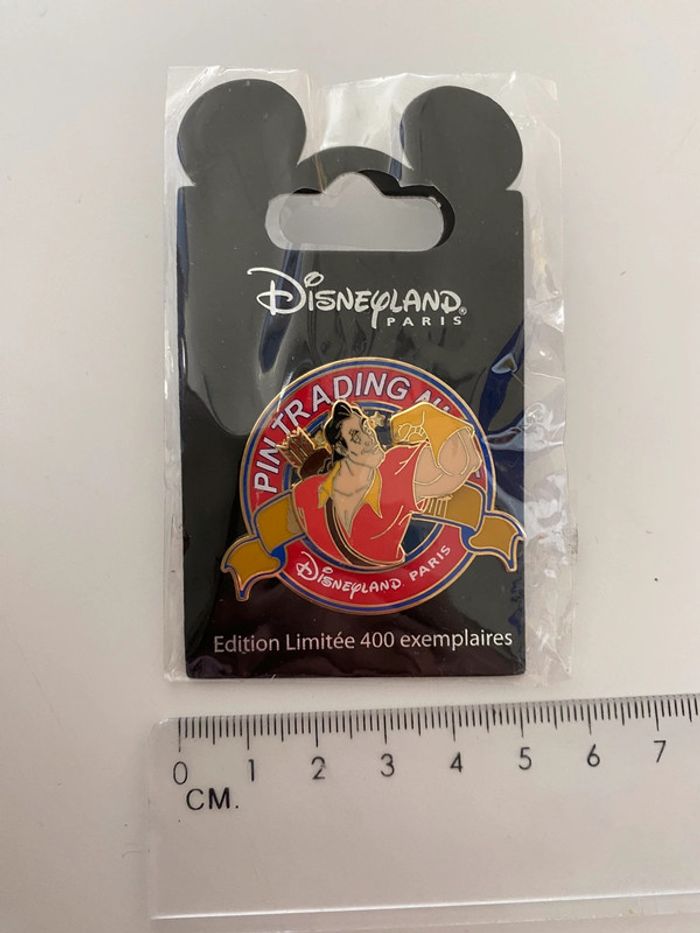 Disneyland®
PARIS
PIN TRADING
Disneyland PARIS
Edition Limitée 400 exemplaires
0 1 2 3 4 5 6 7
CM.